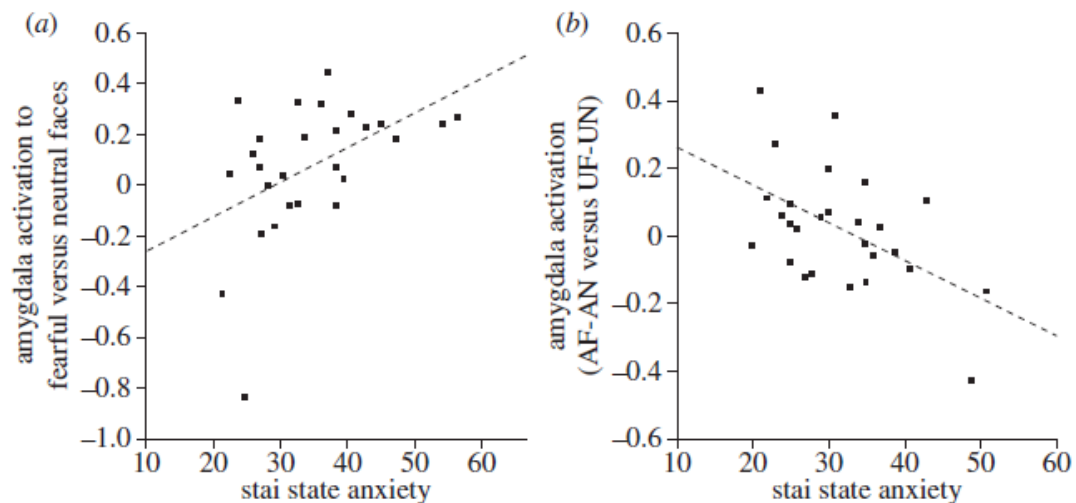 (a)
amygdala activation to
fearful versus neutral faces
0.6
0.4
0.2
0
–0.2
–0.4
–0.6
–0.8
–1.0
10 20 30 40 50 60
stai state anxiety
(b)
amygdala activation
(AF-AN versus UF-UN)
0.6
0.4
0.2
0
–0.2
–0.4
–0.6
10 20 30 40 50 60
stai state anxiety